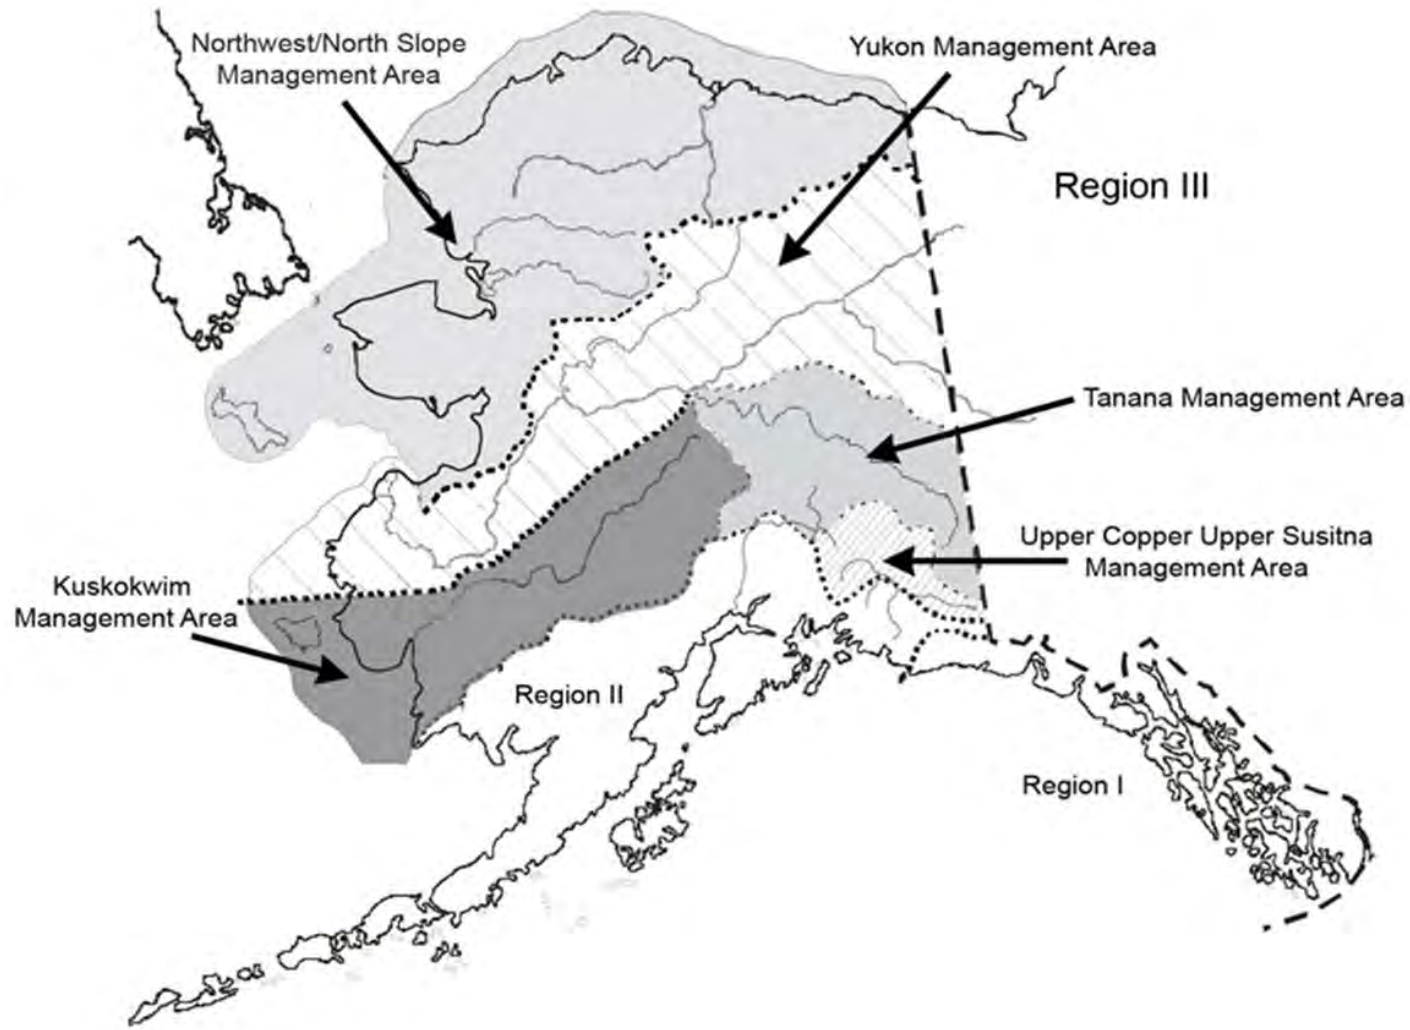 Northwest/North Slope
Management Area
Yukon Management Area
Region III
Tanana Management Area
Upper Copper Upper Susitna
Management Area
Kuskokwim
Management Area
Region II
Region I